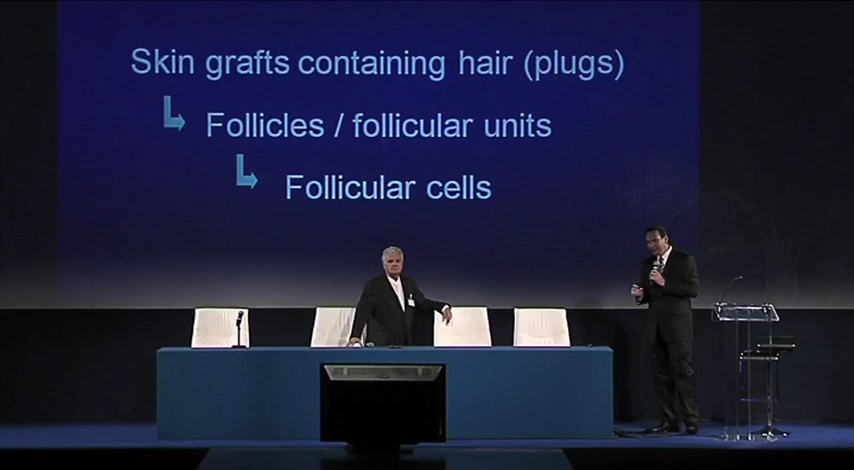 Skin grafts containing hair (plugs)
Follicles / follicular units
Follicular cells